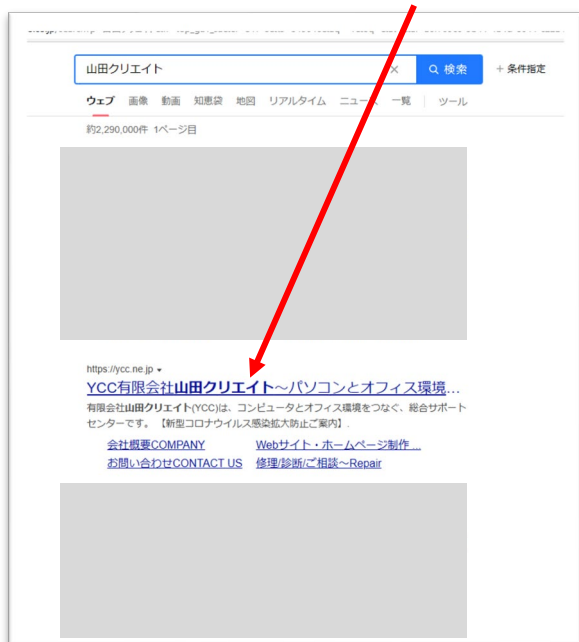 山田クリエイト × 検索 + 条件指定
ウェブ 画像 動画 知恵袋 地図 リアルタイム ニュース 一覧 ツール
約2,290,000件 1ページ目
https://ycc.ne.jp
YCC有限会社山田クリエイト～パソコンとオフィス環境...
有限会社山田クリエイト(YCC)は、コンピュータとオフィス環境をつなぐ、総合サポート
センターです。 【新型コロナウイルス感染拡大防止ご案内】.
会社概要COMPANY Webサイト・ホームページ制作 ...
お問い合わせCONTACT US 修理/診断/ご相談～Repair